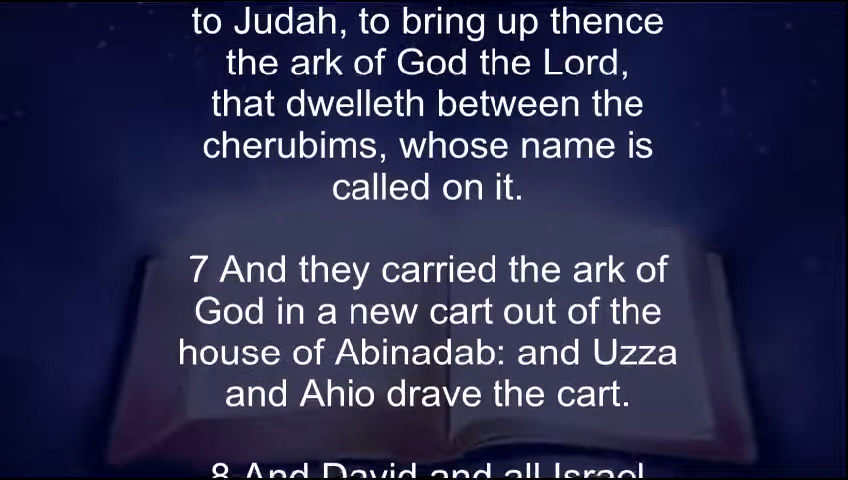 to Judah, to bring up thence
the ark of God the Lord,
that dwelleth between the
cherubims, whose name is
called on it.
7 And they carried the ark of
God in a new cart out of the
house of Abinadab: and Uzza
and Ahio drave the cart.
8 And David and all Israel